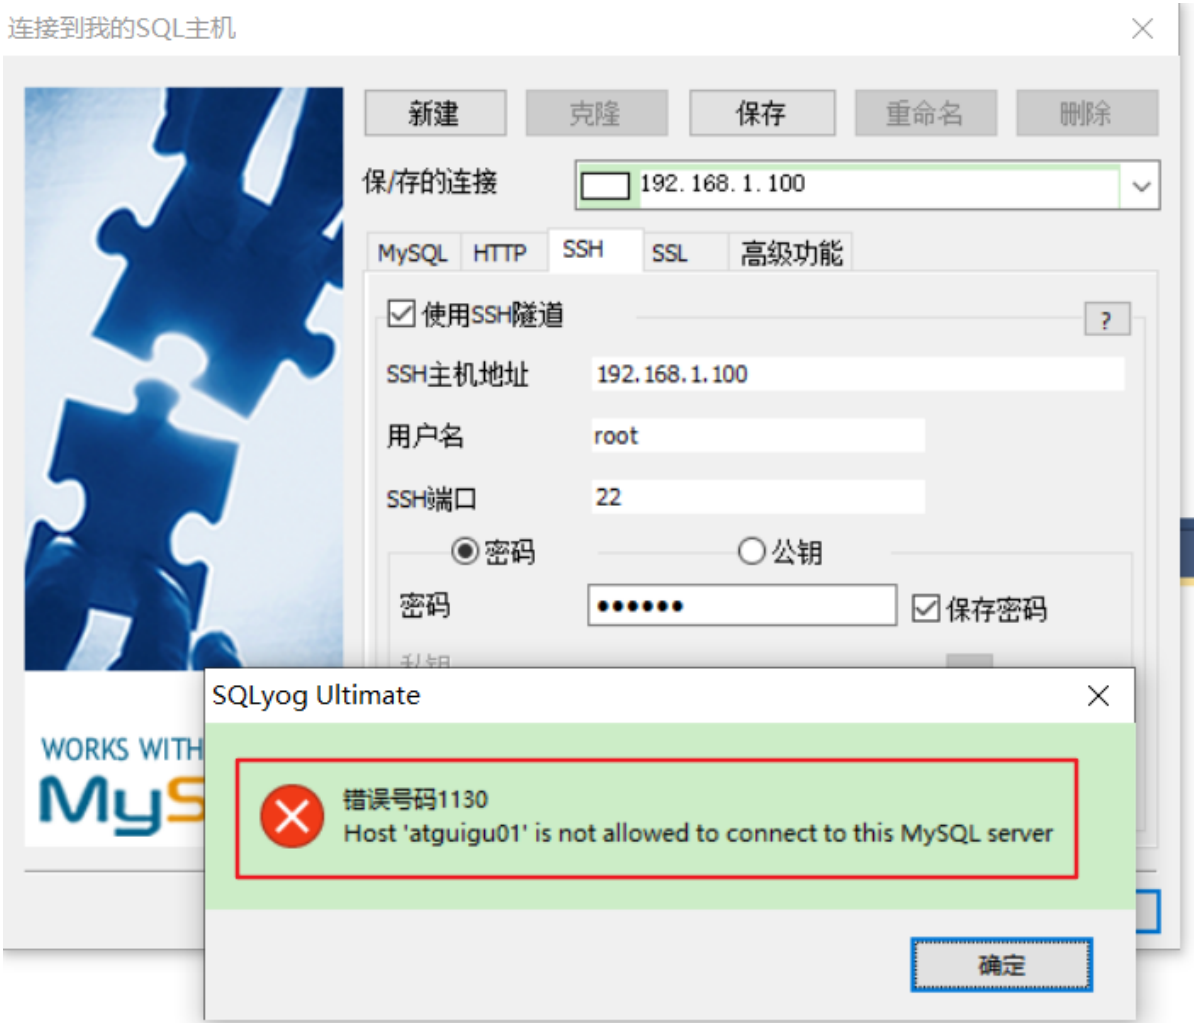 连接到我的SQL主机
新建 克隆 保存 重命名 删除
保/存的连接 192.168.1.100
MySQL HTTP SSH SSL 高级功能
使用SSH隧道 ?
SSH主机地址 192.168.1.100
用户名 root
SSH端口 22
密码 公钥
密码 ●●●●●● 保存密码
SQLyog Ultimate
WORKS WITH
MyS
错误号码1130
Host 'atguigu01' is not allowed to connect to this MySQL server
确定